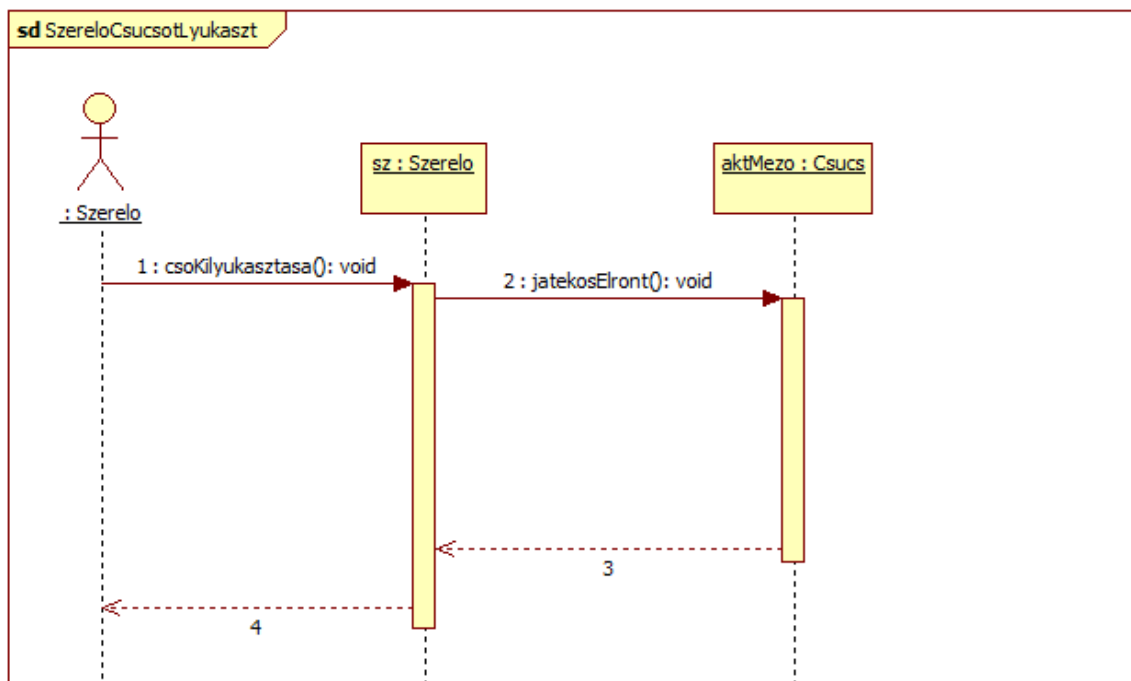 sd SzereloCsucsotLyukaszt
sz : Szerelo
aktMezo : Csucs
: Szerelo
1 : csoKilyukasztasa(): void
2 : jatekosElront(): void
3
4